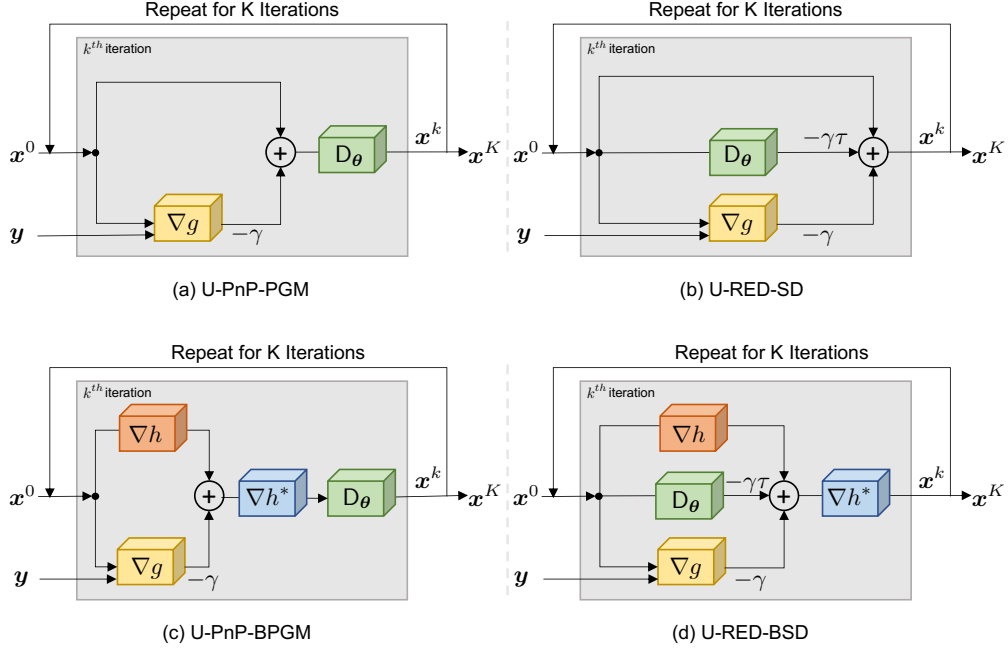 Repeat for K Iterations
k^{th} iteration
x^0
+
D_θ
x^k
x^K
∇g
−γ
y
(a) U-PnP-PGM
Repeat for K Iterations
k^{th} iteration
x^0
D_θ
−γτ
+
x^k
x^K
∇g
−γ
y
(b) U-RED-SD
Repeat for K Iterations
k^{th} iteration
∇h
x^0
+
∇h*
D_θ
x^k
x^K
∇g
−γ
y
(c) U-PnP-BPGM
Repeat for K Iterations
k^{th} iteration
∇h
x^0
D_θ
−γτ
+
∇h*
x^k
x^K
∇g
−γ
y
(d) U-RED-BSD